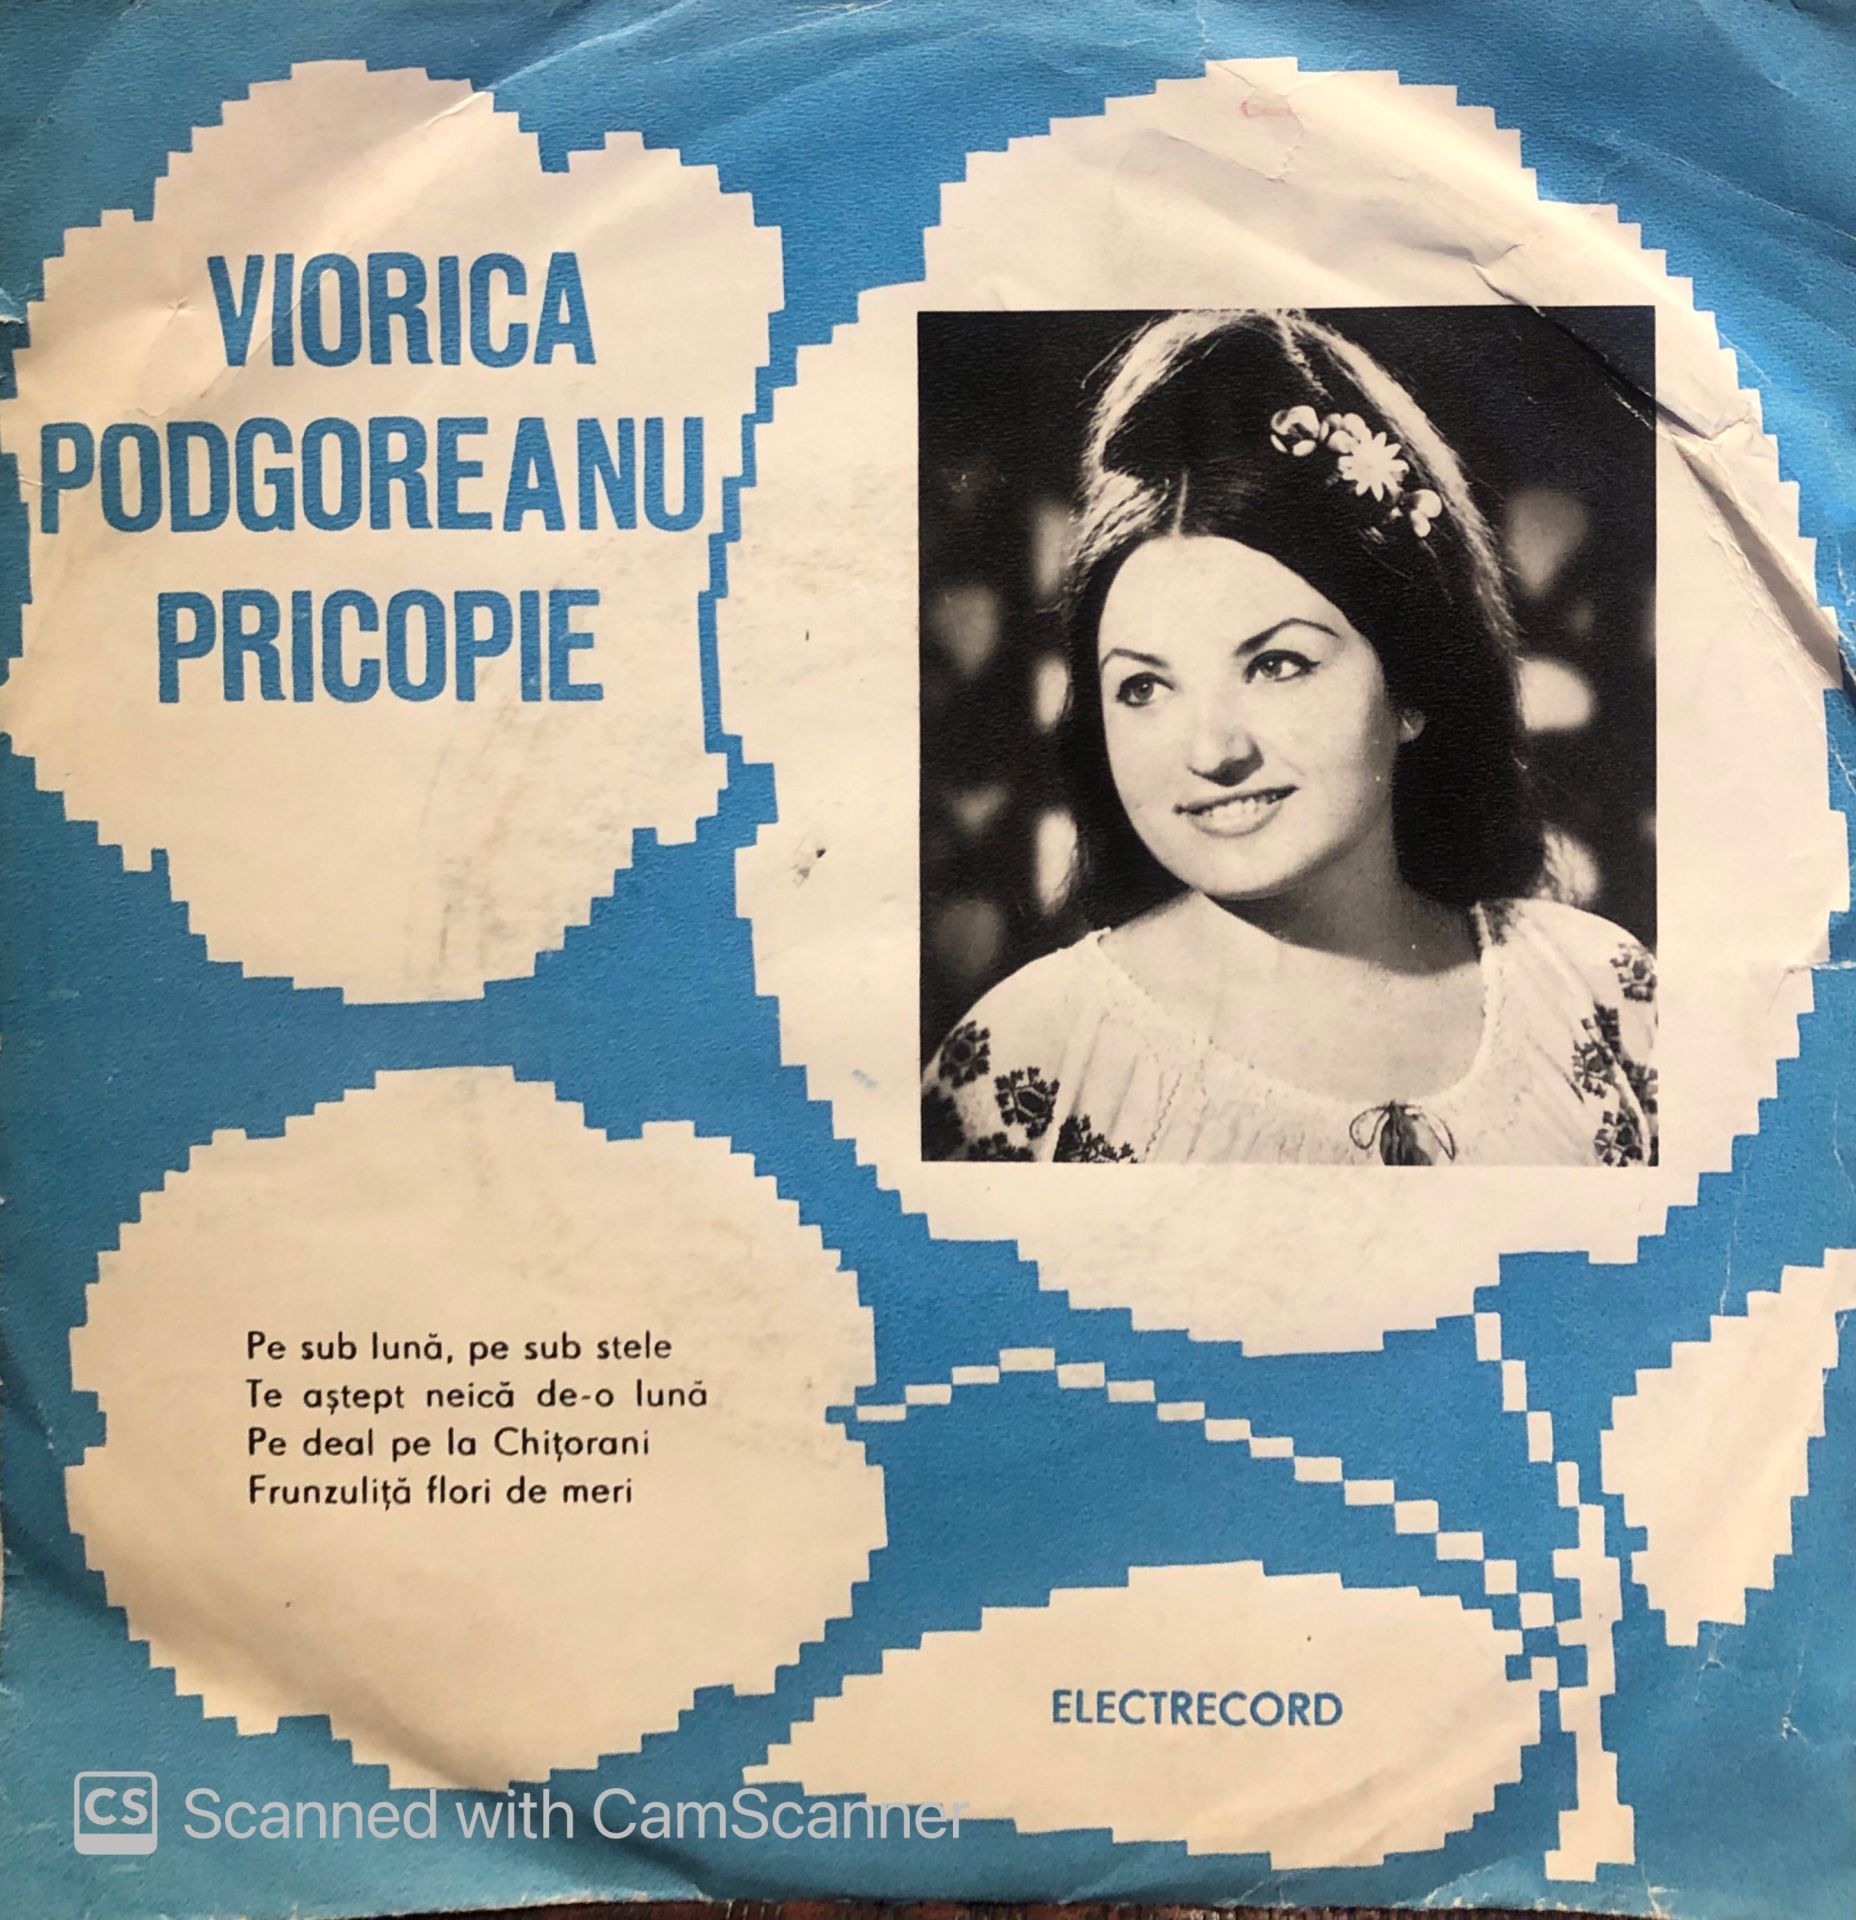 VIORICA
PODGOREANU
PRICOPIE
Pe sub lună, pe sub stele
Te aștept neică de-o lună
Pe deal pe la Chițorani
Frunzuliță flori de meri
ELECTRECORD
CS Scanned with CamScanner